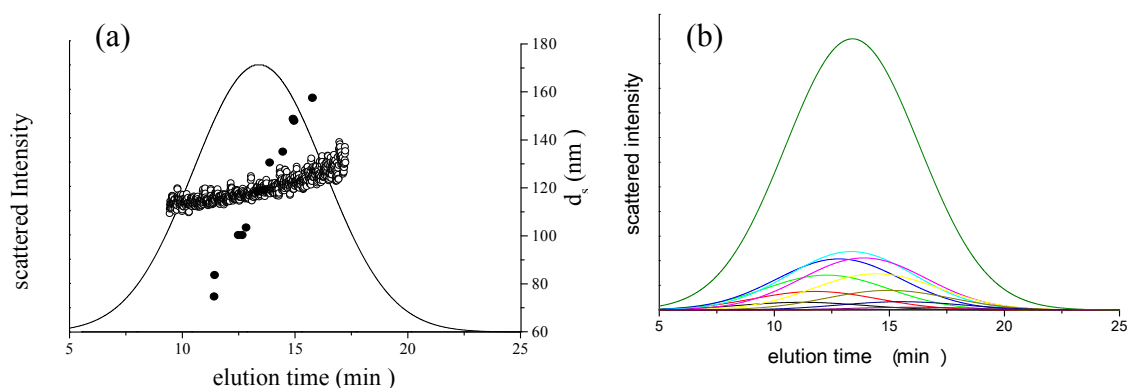 (a)
scattered Intensity
180
160
140
120
100
80
60
d_s (nm )
5
10
15
20
25
elution time (min )
(b)
scattered intensity
5
10
15
20
25
elution time (min )